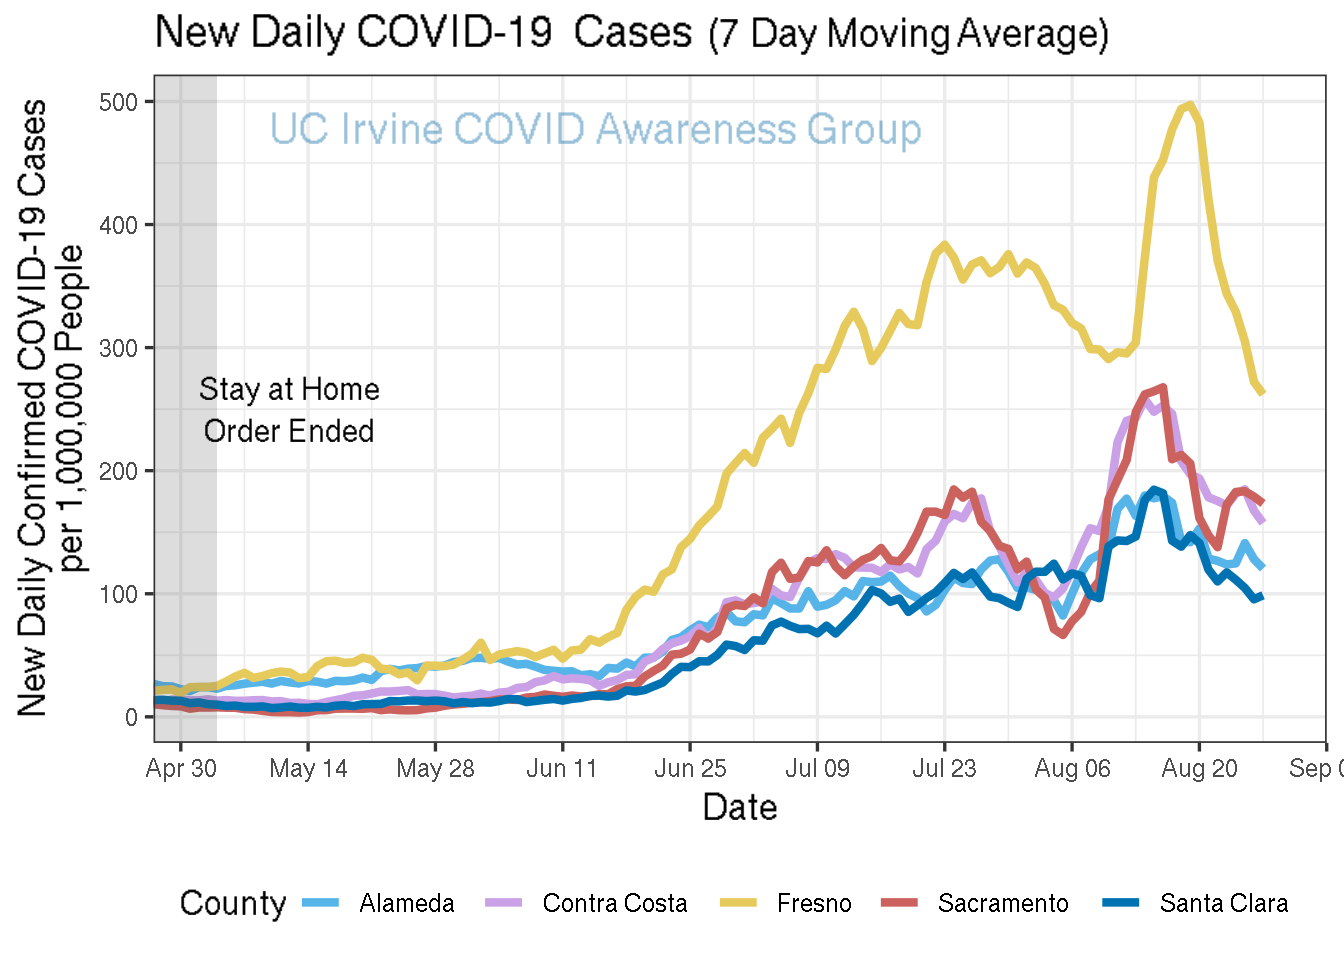 New Daily COVID-19 Cases (7 Day Moving Average)
UC Irvine COVID Awareness Group
New Daily Confirmed COVID-19 Cases
per 1,000,000 People
500
400
300
200
100
0
Stay at Home
Order Ended
Apr 30 May 14 May 28 Jun 11 Jun 25 Jul 09 Jul 23 Aug 06 Aug 20 Sep
Date
County Alameda Contra Costa Fresno Sacramento Santa Clara